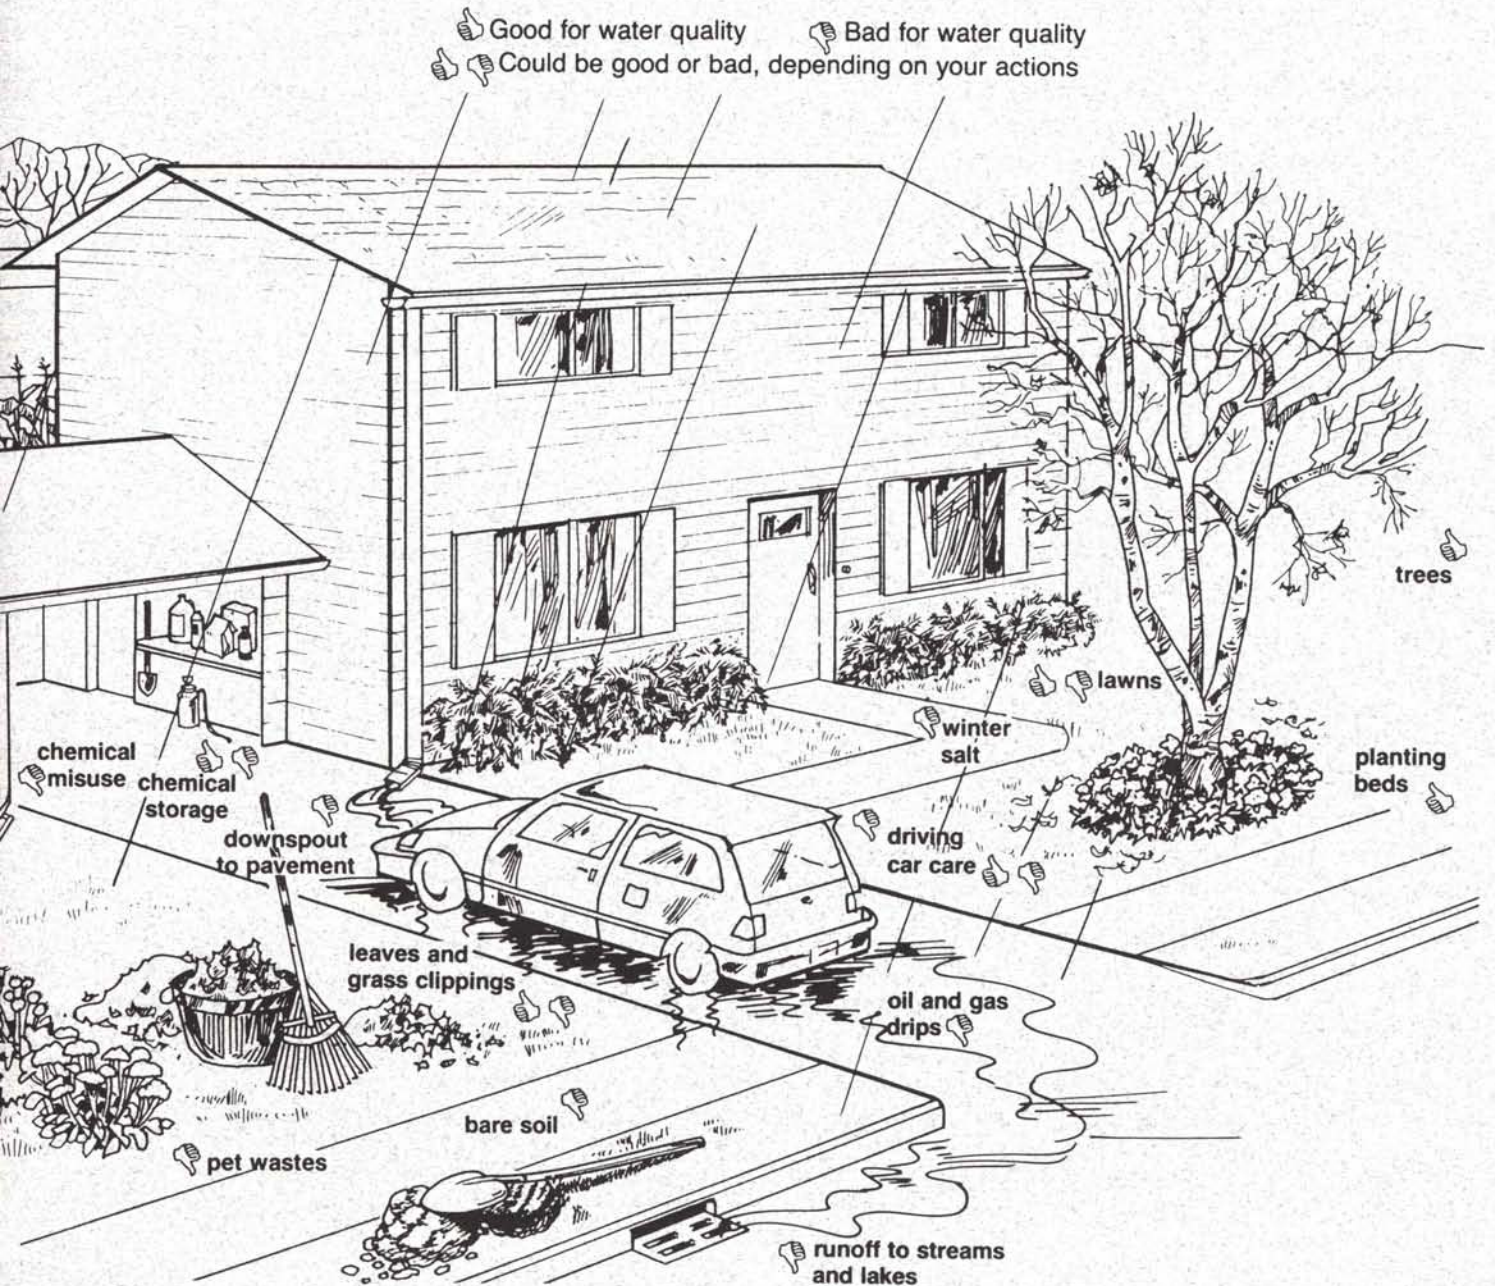 Good for water quality
Bad for water quality
Could be good or bad, depending on your actions
trees
lawns
winter
salt
planting
beds
chemical
misuse
chemical
storage
downspout
to pavement
driving
car care
leaves and
grass clippings
oil and gas
drips
bare soil
pet wastes
runoff to streams
and lakes